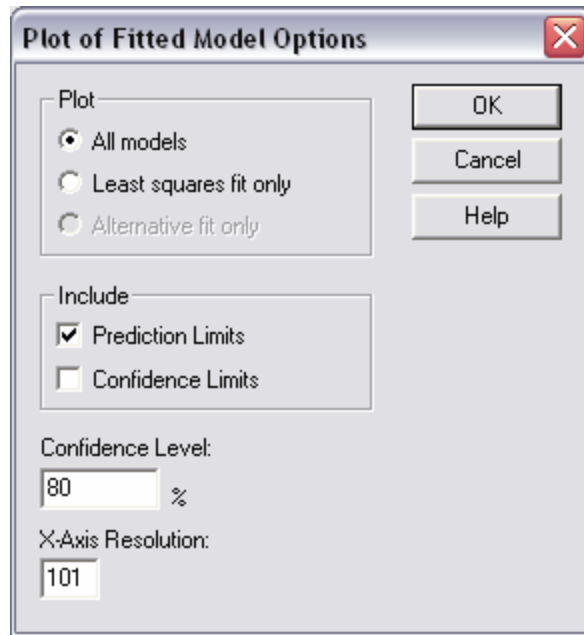 Plot of Fitted Model Options
Plot
All models
Least squares fit only
Alternative fit only
OK
Cancel
Help
Include
Prediction Limits
Confidence Limits
Confidence Level:
80 %
X-Axis Resolution:
101